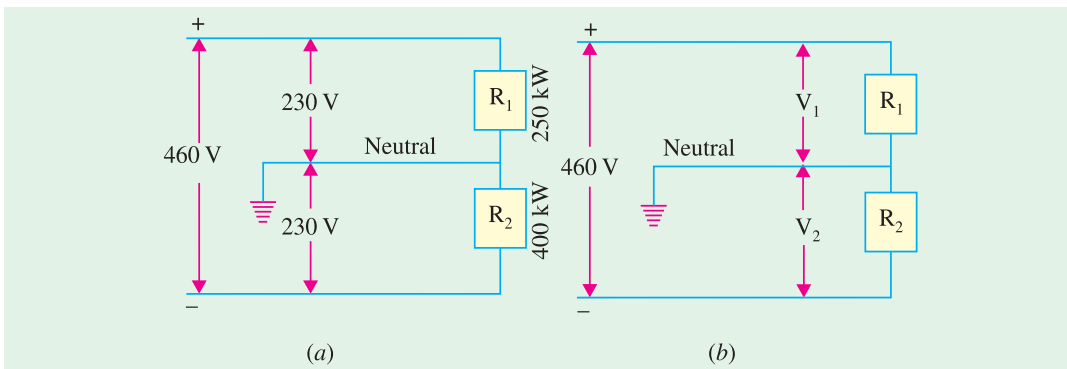 +
230 V
R1
250 kW
Neutral
460 V
230 V
R2
400 kW
–
(a)
+
V1
R1
Neutral
460 V
V2
R2
–
(b)